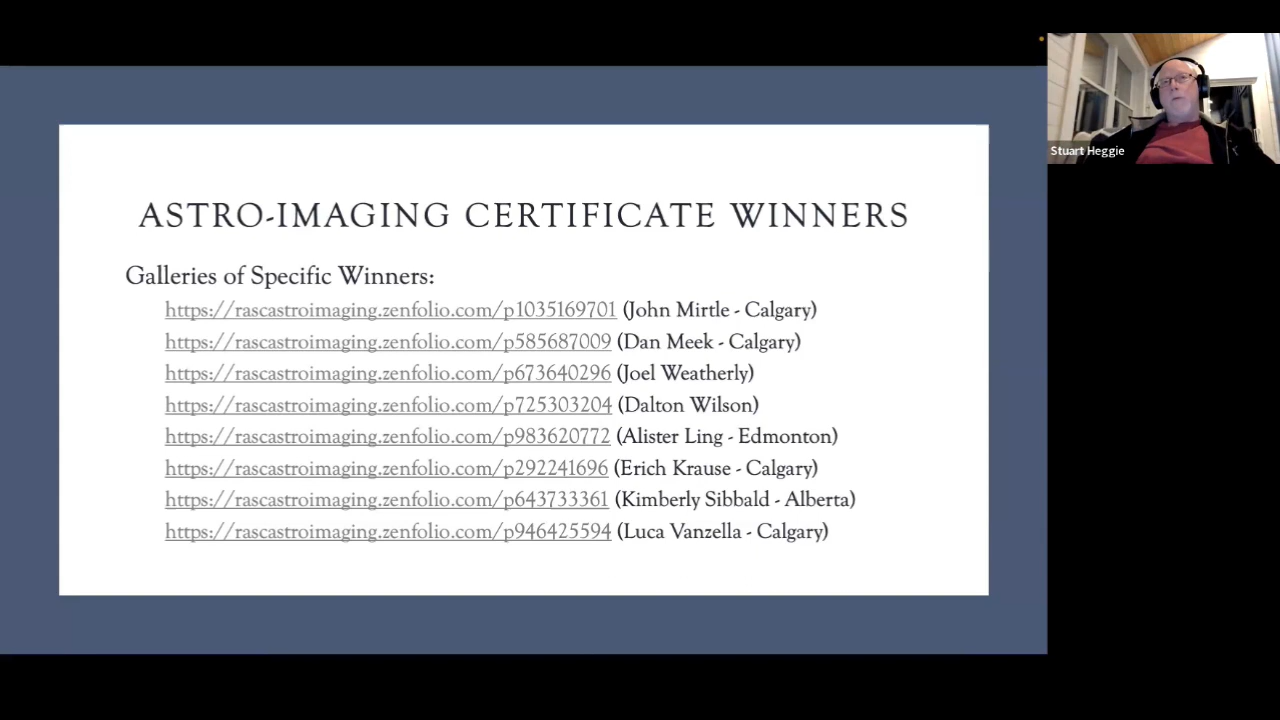 ASTRO-IMAGING CERTIFICATE WINNERS
Galleries of Specific Winners:
https://rascastroimaging.zenfolio.com/p1035169701 (John Mirtle - Calgary)
https://rascastroimaging.zenfolio.com/p585687009 (Dan Meek - Calgary)
https://rascastroimaging.zenfolio.com/p673640296 (Joel Weatherly)
https://rascastroimaging.zenfolio.com/p725303204 (Dalton Wilson)
https://rascastroimaging.zenfolio.com/p983620772 (Alister Ling - Edmonton)
https://rascastroimaging.zenfolio.com/p292241696 (Erich Krause - Calgary)
https://rascastroimaging.zenfolio.com/p643733361 (Kimberly Sibbald - Alberta)
https://rascastroimaging.zenfolio.com/p946425594 (Luca Vanzella - Calgary)
Stuart Heggie